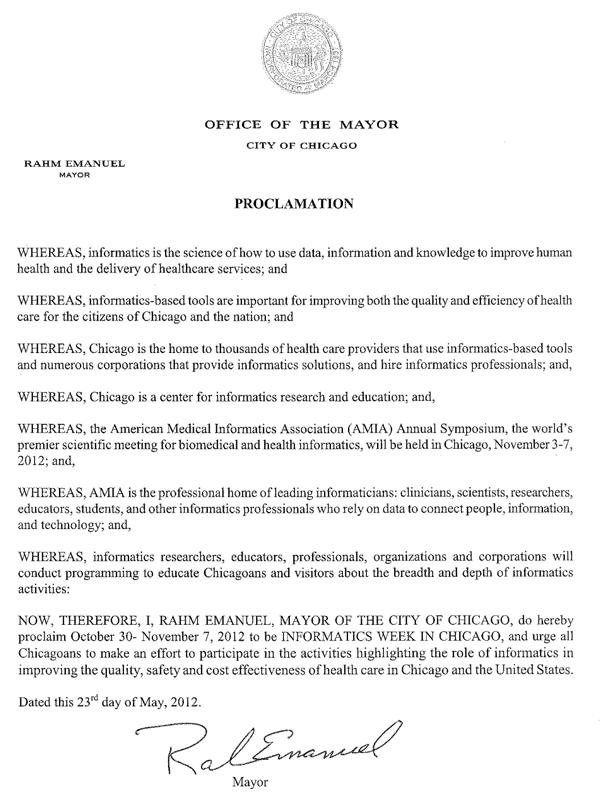 CITY OF CHICAGO
INCORPORATED 4th MARCH 1837
OFFICE OF THE MAYOR
CITY OF CHICAGO
RAHM EMANUEL
MAYOR
PROCLAMATION
WHEREAS, informatics is the science of how to use data, information and knowledge to improve human
health and the delivery of healthcare services; and
WHEREAS, informatics-based tools are important for improving both the quality and efficiency of health
care for the citizens of Chicago and the nation; and
WHEREAS, Chicago is the home to thousands of health care providers that use informatics-based tools
and numerous corporations that provide informatics solutions, and hire informatics professionals; and,
WHEREAS, Chicago is a center for informatics research and education; and,
WHEREAS, the American Medical Informatics Association (AMIA) Annual Symposium, the world's
premier scientific meeting for biomedical and health informatics, will be held in Chicago, November 3-7,
2012; and,
WHEREAS, AMIA is the professional home of leading informaticians: clinicians, scientists, researchers,
educators, students, and other informatics professionals who rely on data to connect people, information,
and technology; and,
WHEREAS, informatics researchers, educators, professionals, organizations and corporations will
conduct programming to educate Chicagoans and visitors about the breadth and depth of informatics
activities:
NOW, THEREFORE, I, RAHM EMANUEL, MAYOR OF THE CITY OF CHICAGO, do hereby
proclaim October 30- November 7, 2012 to be INFORMATICS WEEK IN CHICAGO, and urge all
Chicagoans to make an effort to participate in the activities highlighting the role of informatics in
improving the quality, safety and cost effectiveness of health care in Chicago and the United States.
Dated this 23rd day of May, 2012.
Rahm Emanuel
Mayor